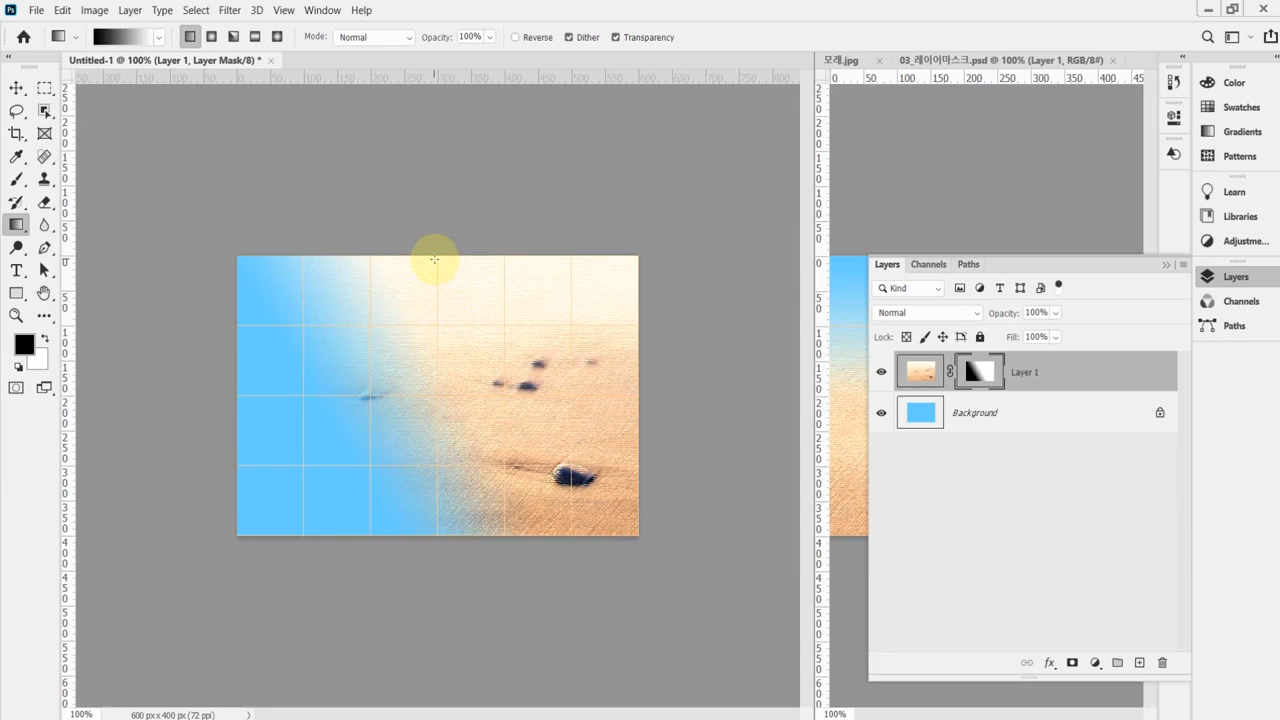 Ps File Edit Image Layer Type Select Filter 3D View Window Help
Mode: Normal Opacity: 100% Reverse Dither Transparency
Untitled-1 @ 100% (Layer 1, Layer Mask/8) * 모래.jpg 03_레이어마스크.psd @ 100% (Layer 1, RGB/8#)
Color
Swatches
Gradients
Patterns
Learn
Libraries
Adjustme...
Layers
Channels
Paths
Layers Channels Paths
Kind
Normal Opacity: 100%
Lock: Fill: 100%
Layer 1
Background
fx
100% 600 px x 400 px (72 ppi) 100%